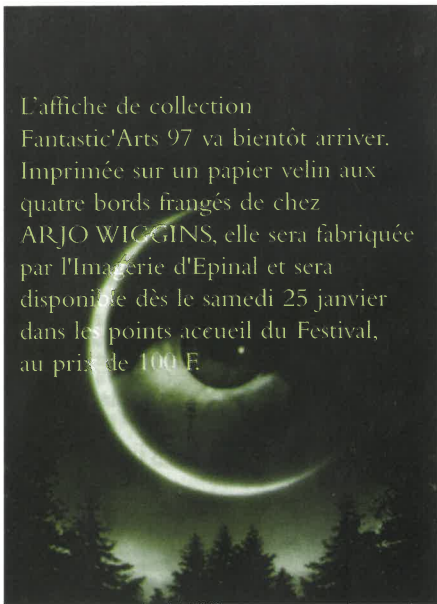 L'affiche de collection
Fantastic'Arts 97 va bientôt arriver.
Imprimée sur un papier velin aux
quatre bords frangés de chez
ARJO WIGGINS, elle sera fabriquée
par l'Imagerie d'Epinal et sera
disponible dès le samedi 25 janvier
dans les points accueil du Festival,
au prix de 100 F.